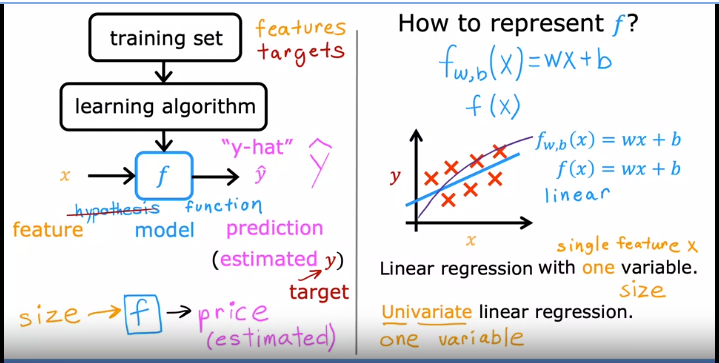 training set
features
targets
learning algorithm
"y-hat"
x
f
ŷ
Ŷ
hypothesis function
feature
model
prediction
(estimated y)
target
size → f → price
(estimated)
How to represent f?
fw,b(x) = wx + b
f(x)
y
x
fw,b(x) = wx + b
f(x) = wx + b
linear
single feature x
Linear regression with one variable.
size
Univariate linear regression.
one variable